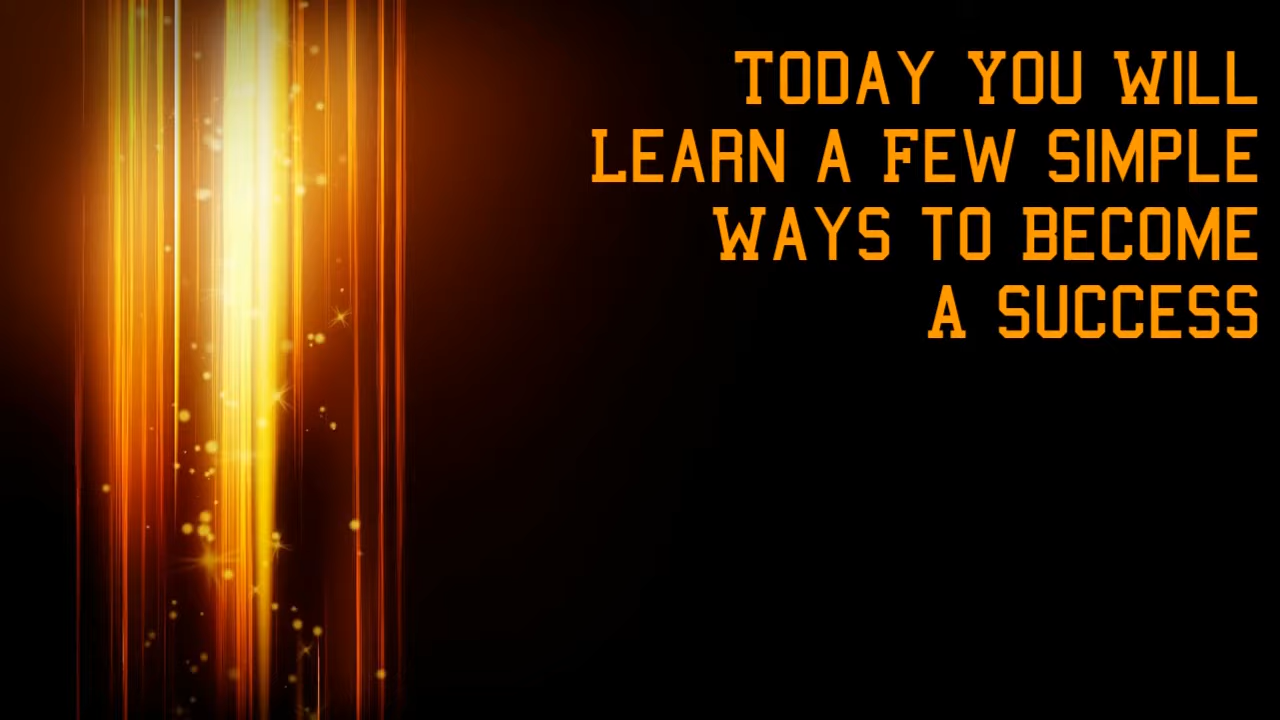 TODAY YOU WILL
LEARN A FEW SIMPLE
WAYS TO BECOME
A SUCCESS